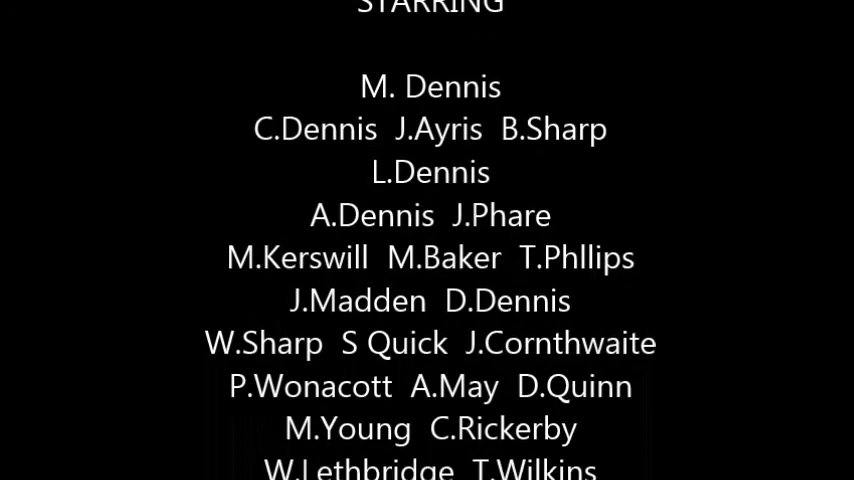 STARRING
M. Dennis
C.Dennis J.Ayris B.Sharp
L.Dennis
A.Dennis J.Phare
M.Kerswill M.Baker T.Phllips
J.Madden D.Dennis
W.Sharp S Quick J.Cornthwaite
P.Wonacott A.May D.Quinn
M.Young C.Rickerby
W.Lethbridge T.Wilkins